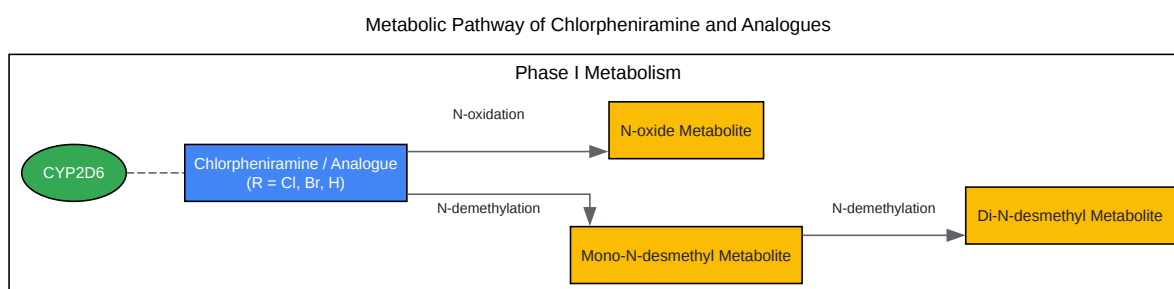 Metabolic Pathway of Chlorpheniramine and Analogues
Phase I Metabolism
N-oxidation
N-oxide Metabolite
CYP2D6
Chlorpheniramine / Analogue
(R = Cl, Br, H)
N-demethylation
Mono-N-desmethyl Metabolite
N-demethylation
Di-N-desmethyl Metabolite